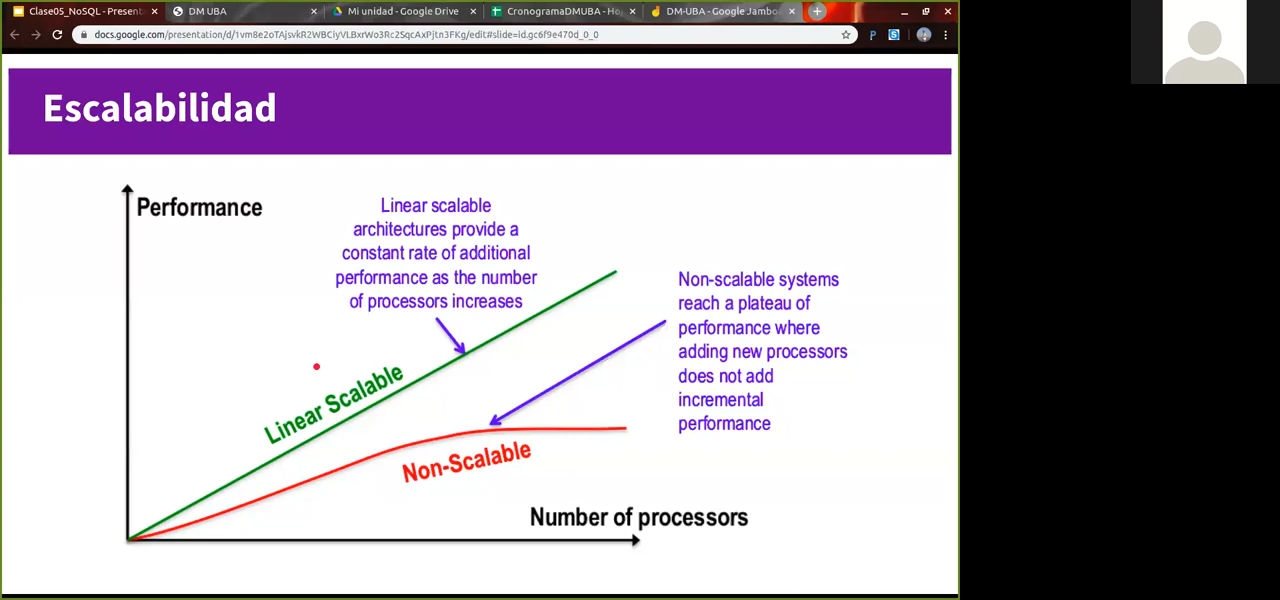 Clase05_NoSQL - Present
DM UBA
Mi unidad - Google Drive
CronogramaDMUBA - Ho
DM-UBA - Google Jambo
docs.google.com/presentation/d/1vm8e2oTAjsvkR2WBCiyVLBxrWo3Rc2SqcAxPjtn3FKg/edit#slide=id.gc6f9e470d_0_0
Escalabilidad
Performance
Linear scalable
architectures provide a
constant rate of additional
performance as the number
of processors increases
Non-scalable systems
reach a plateau of
performance where
adding new processors
does not add
incremental
performance
Linear Scalable
Non-Scalable
Number of processors